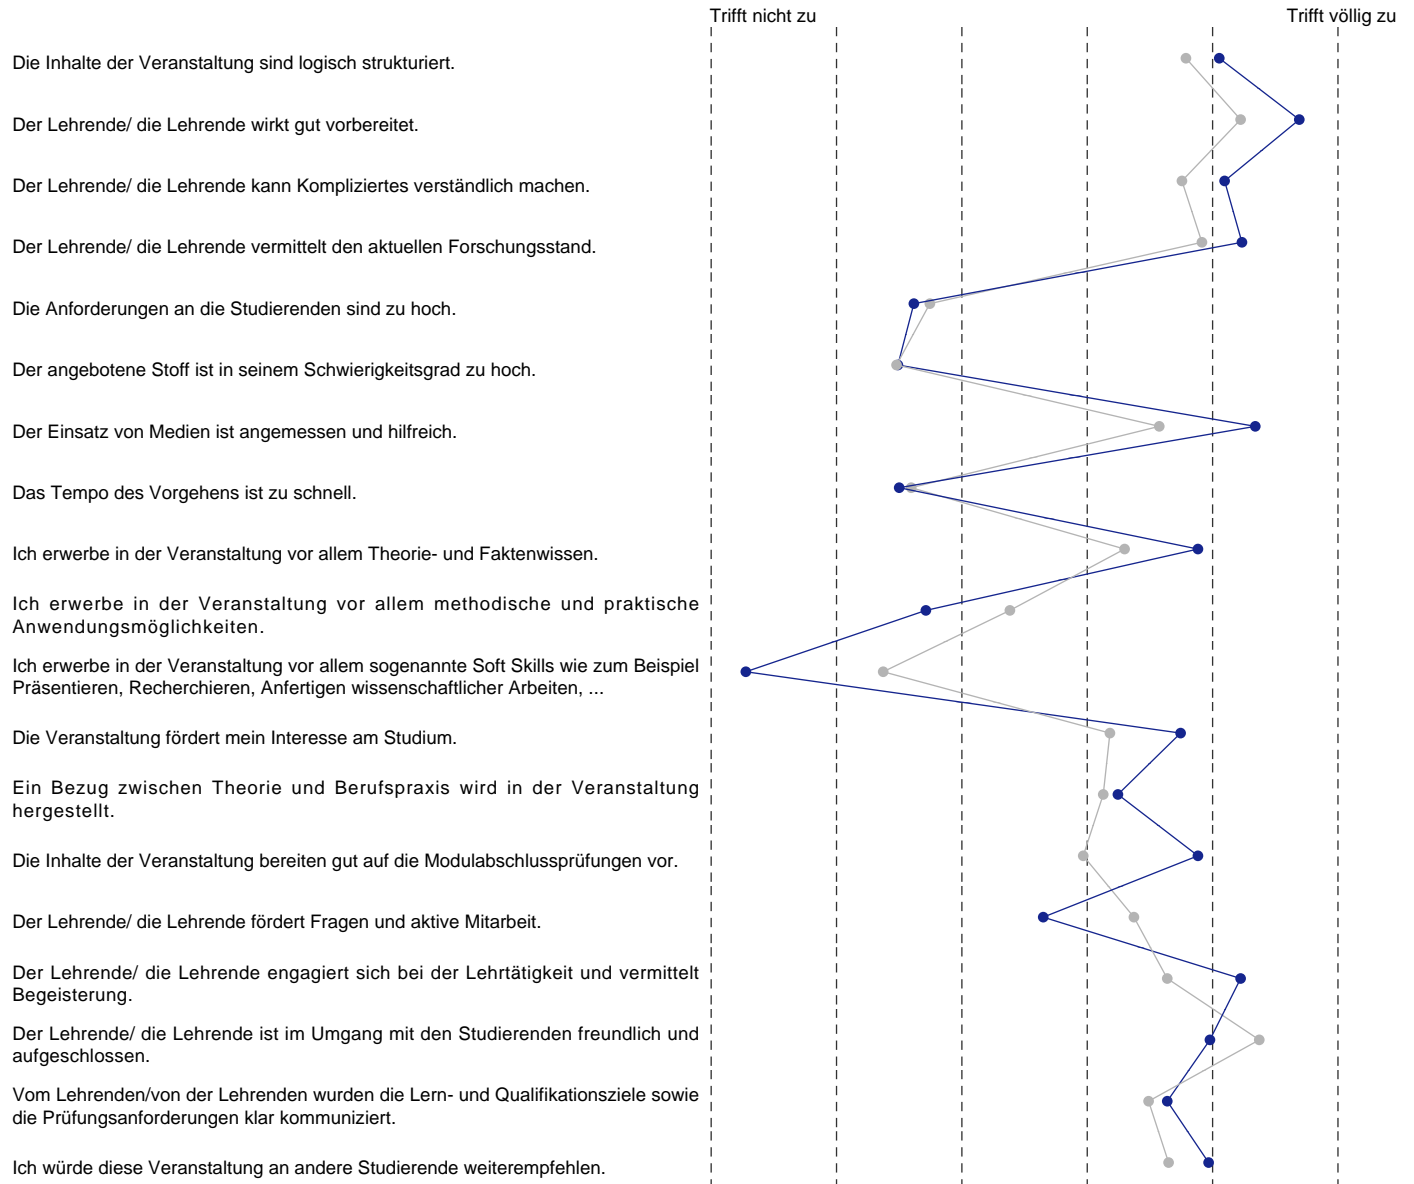 Trifft nicht zu
Trifft völlig zu
Die Inhalte der Veranstaltung sind logisch strukturiert.
Der Lehrende/ die Lehrende wirkt gut vorbereitet.
Der Lehrende/ die Lehrende kann Kompliziertes verständlich machen.
Der Lehrende/ die Lehrende vermittelt den aktuellen Forschungsstand.
Die Anforderungen an die Studierenden sind zu hoch.
Der angebotene Stoff ist in seinem Schwierigkeitsgrad zu hoch.
Der Einsatz von Medien ist angemessen und hilfreich.
Das Tempo des Vorgehens ist zu schnell.
Ich erwerbe in der Veranstaltung vor allem Theorie- und Faktenwissen.
Ich erwerbe in der Veranstaltung vor allem methodische und praktische
Anwendungsmöglichkeiten.
Ich erwerbe in der Veranstaltung vor allem sogenannte Soft Skills wie zum Beispiel
Präsentieren, Recherchieren, Anfertigen wissenschaftlicher Arbeiten, ...
Die Veranstaltung fördert mein Interesse am Studium.
Ein Bezug zwischen Theorie und Berufspraxis wird in der Veranstaltung
hergestellt.
Die Inhalte der Veranstaltung bereiten gut auf die Modulabschlussprüfungen vor.
Der Lehrende/ die Lehrende fördert Fragen und aktive Mitarbeit.
Der Lehrende/ die Lehrende engagiert sich bei der Lehrtätigkeit und vermittelt
Begeisterung.
Der Lehrende/ die Lehrende ist im Umgang mit den Studierenden freundlich und
aufgeschlossen.
Vom Lehrenden/von der Lehrenden wurden die Lern- und Qualifikationsziele sowie
die Prüfungsanforderungen klar kommuniziert.
Ich würde diese Veranstaltung an andere Studierende weiterempfehlen.